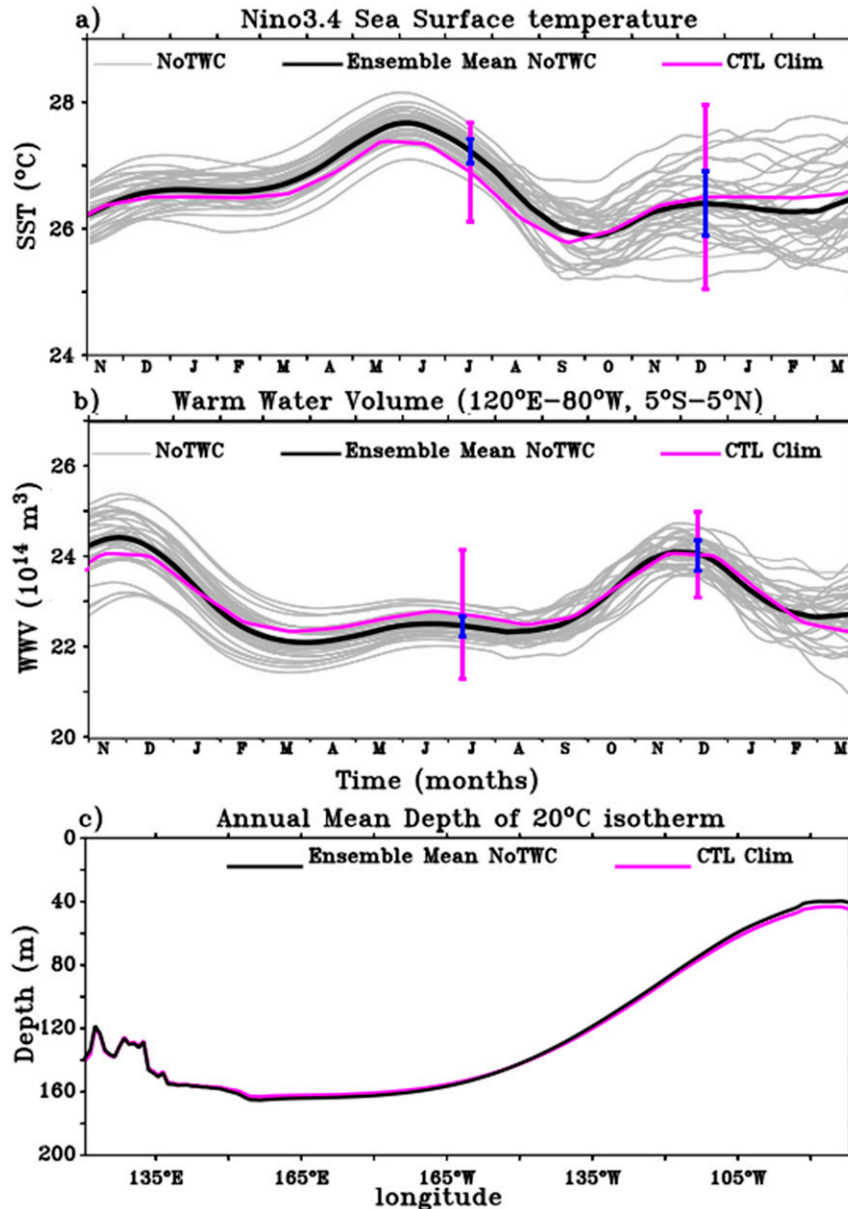 a) Nino3.4 Sea Surface temperature
NoTWC Ensemble Mean NoTWC CTL Clim
SST (°C)
28
26
24
N D J F M A M J J A S O N D J F M
b) Warm Water Volume (120°E–80°W, 5°S–5°N)
NoTWC Ensemble Mean NoTWC CTL Clim
WWV (10¹⁴ m³)
26
24
22
20
N D J F M A M J J A S O N D J F M
Time (months)
c) Annual Mean Depth of 20°C isotherm
Ensemble Mean NoTWC CTL Clim
Depth (m)
0
40
80
120
160
200
135°E 165°E 165°W 135°W 105°W
longitude